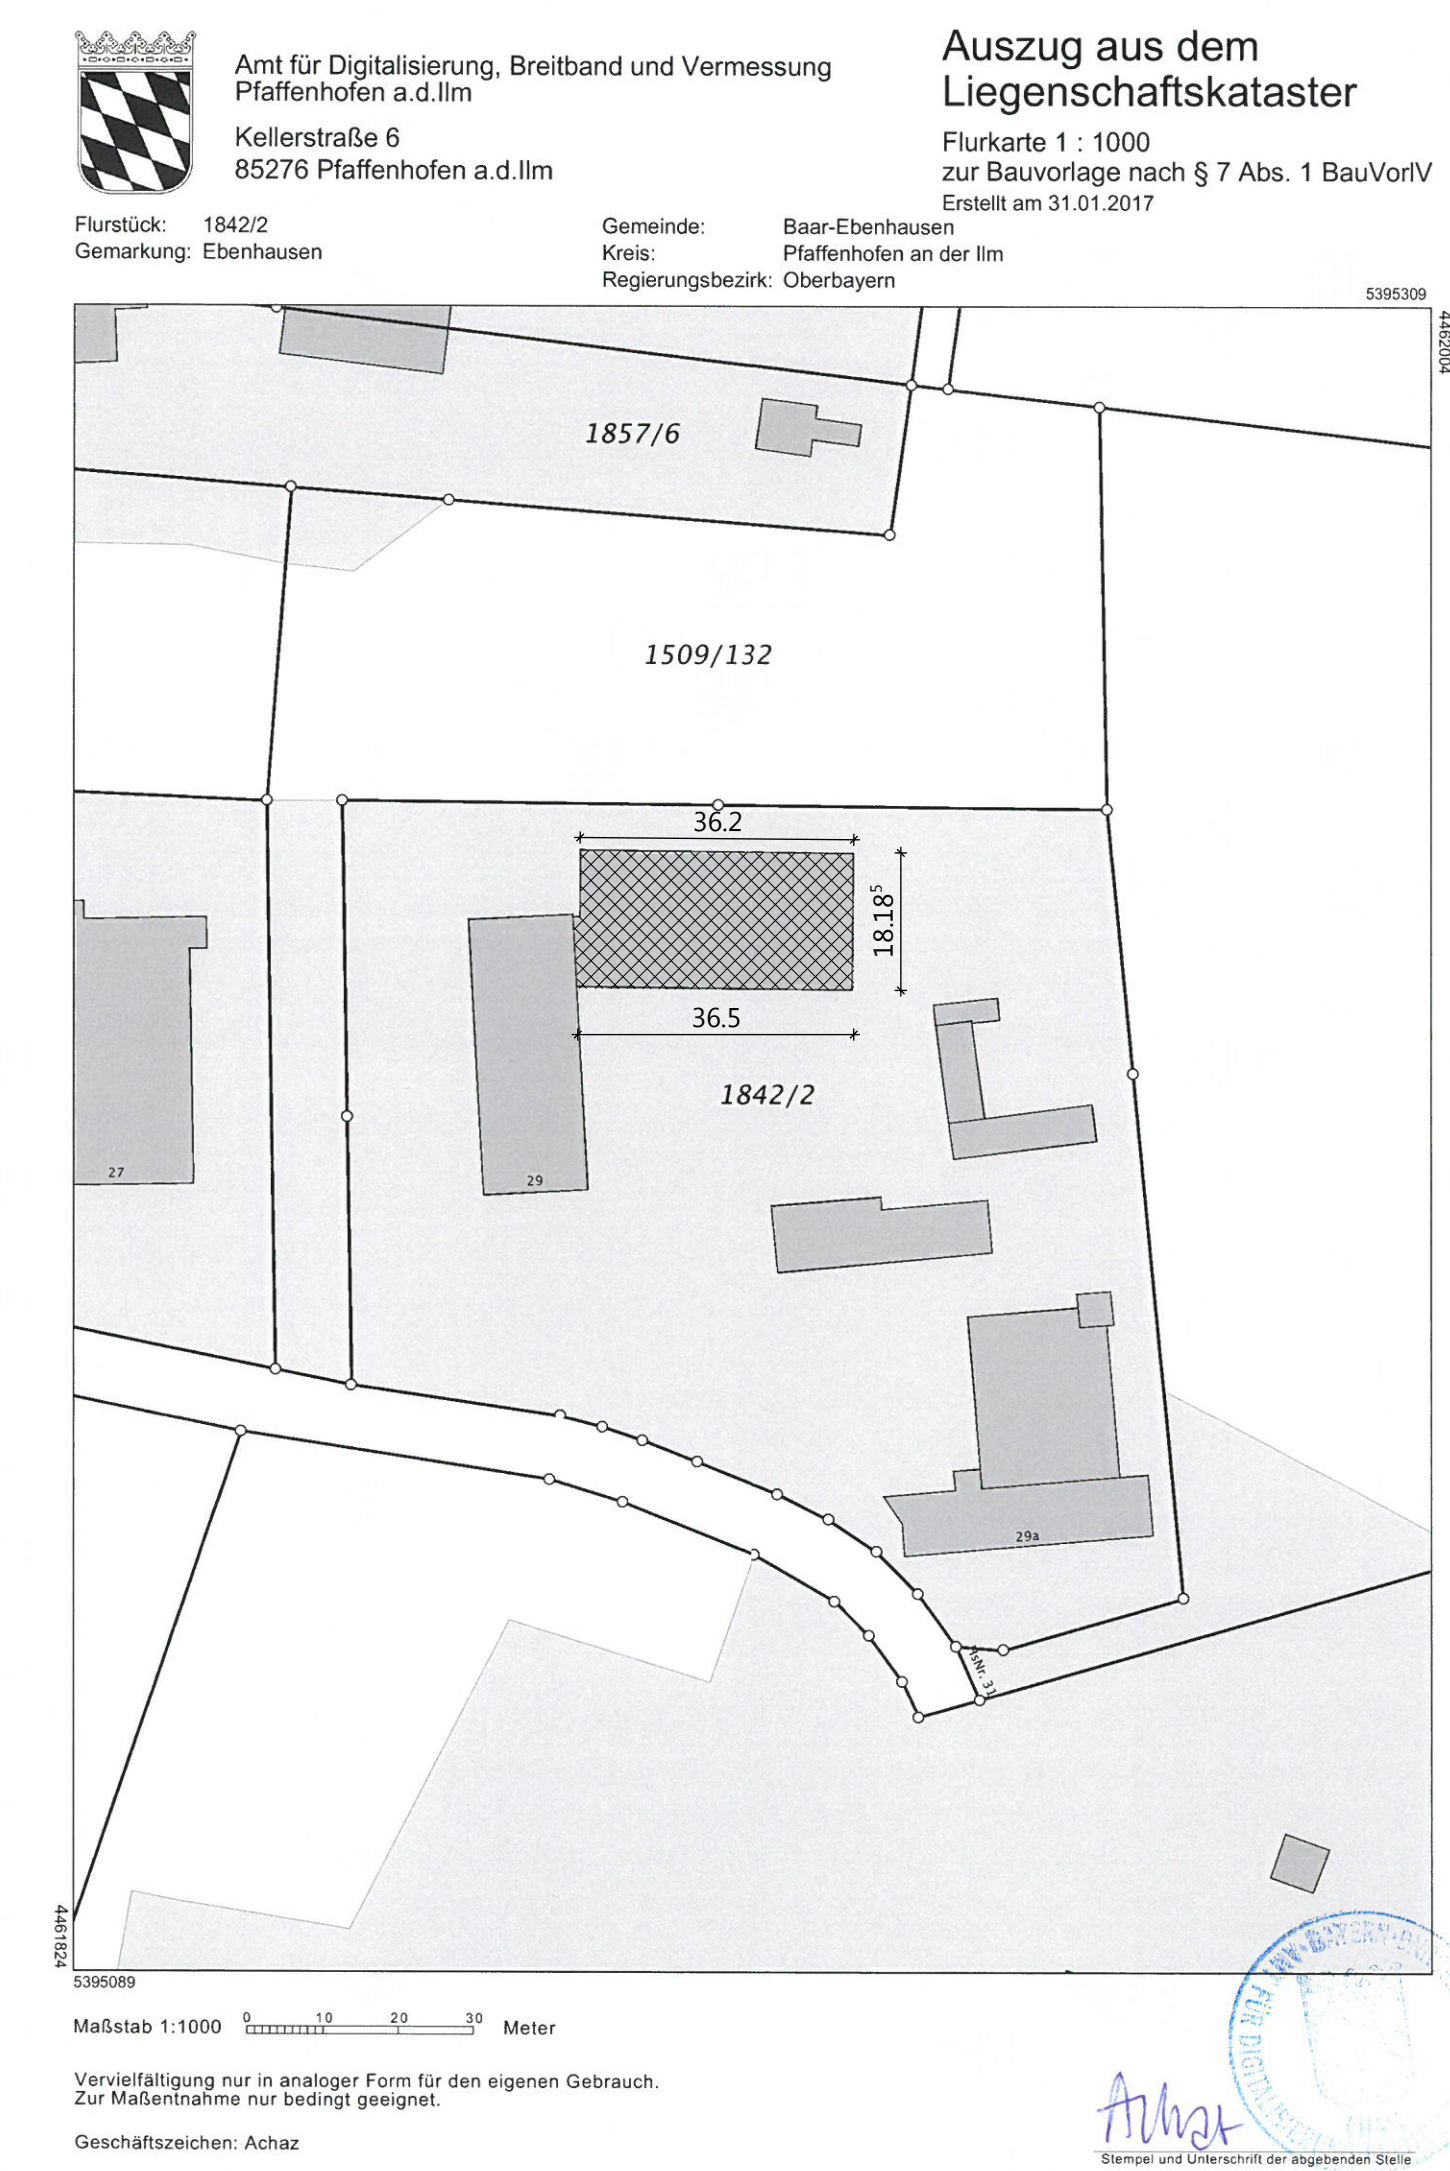 Amt für Digitalisierung, Breitband und Vermessung
Pfaffenhofen a.d.Ilm
Kellerstraße 6
85276 Pfaffenhofen a.d.Ilm
Auszug aus dem
Liegenschaftskataster
Flurkarte 1 : 1000
zur Bauvorlage nach § 7 Abs. 1 BauVorlV
Erstellt am 31.01.2017
Flurstück: 1842/2
Gemarkung: Ebenhausen
Gemeinde: Baar-Ebenhausen
Kreis: Pfaffenhofen an der Ilm
Regierungsbezirk: Oberbayern
5395309
4462004
1857/6
1509/132
36.2
18.18⁵
36.5
1842/2
27
29
29a
HsNr. 31
4461824
5395089
Maßstab 1:1000 0 10 20 30 Meter
Vervielfältigung nur in analoger Form für den eigenen Gebrauch.
Zur Maßentnahme nur bedingt geeignet.
Geschäftszeichen: Achaz
Achaz
Stempel und Unterschrift der abgebenden Stelle